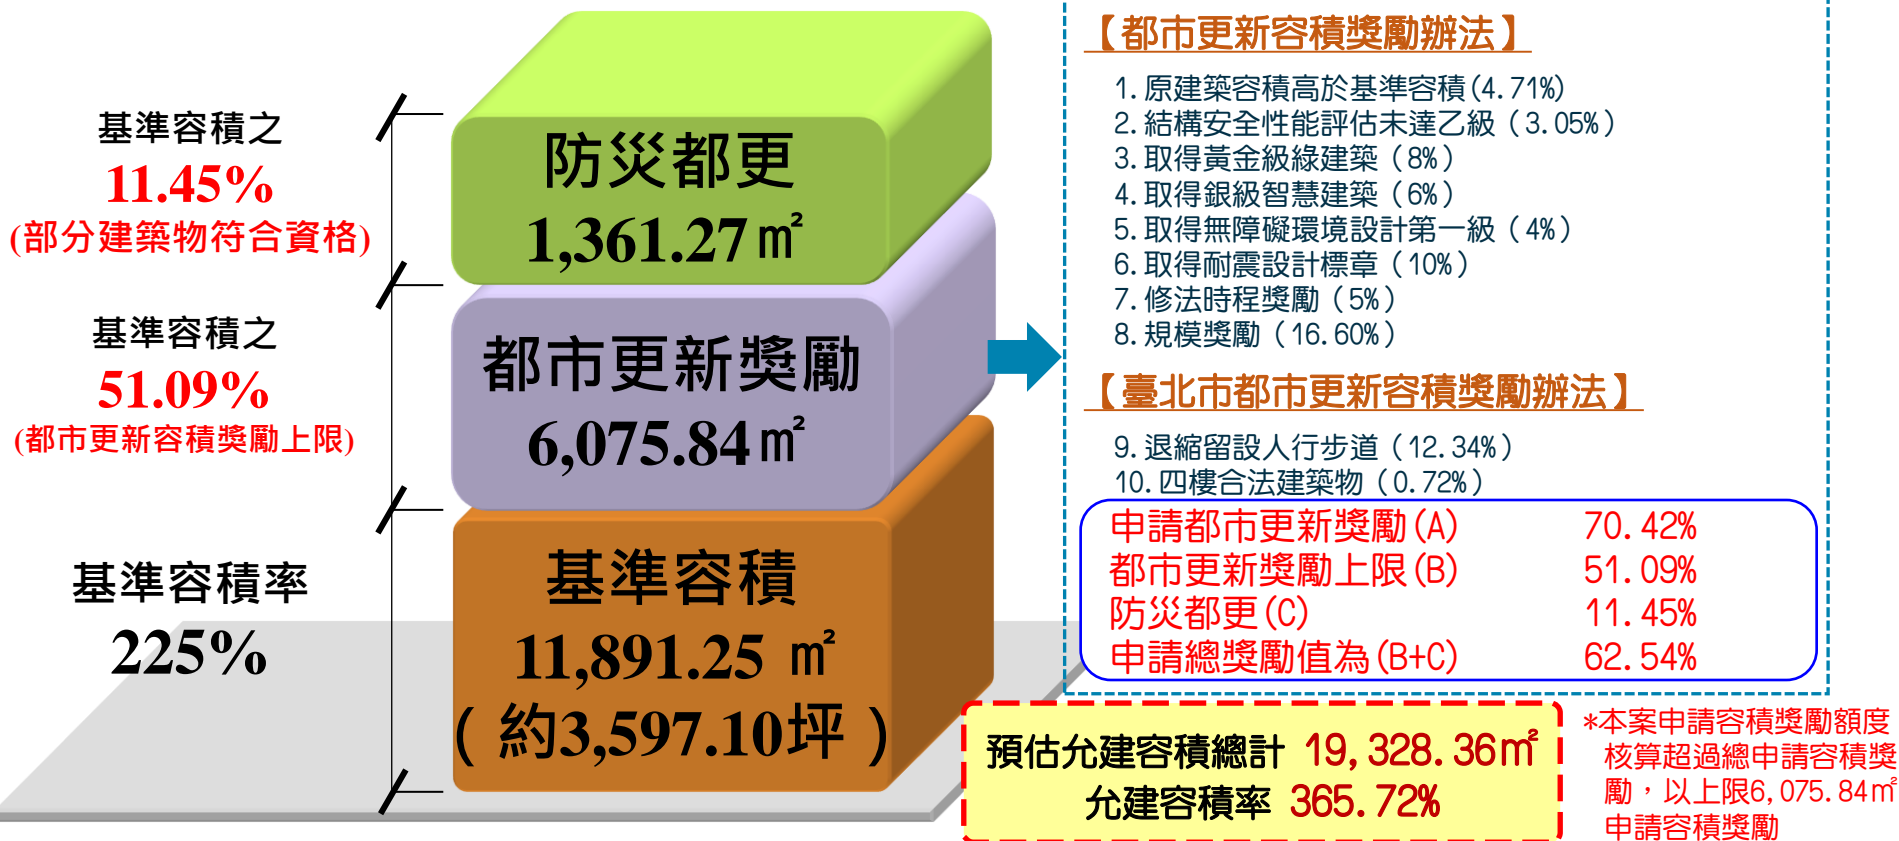 基準容積之
11.45%
(部分建築物符合資格)
基準容積之
51.09%
(都市更新容積獎勵上限)
基準容積率
225%
防災都更
1,361.27㎡
都市更新獎勵
6,075.84㎡
基準容積
11,891.25 ㎡
(約3,597.10坪)
【都市更新容積獎勵辦法】
1.原建築容積高於基準容積(4.71%)
2.結構安全性能評估未達乙級（3.05%）
3.取得黃金級綠建築（8%）
4.取得銀級智慧建築（6%）
5.取得無障礙環境設計第一級（4%）
6.取得耐震設計標章（10%）
7.修法時程獎勵（5%）
8.規模獎勵（16.60%）
【臺北市都市更新容積獎勵辦法】
9.退縮留設人行步道（12.34%）
10.四樓合法建築物（0.72%）
申請都市更新獎勵(A) 70.42%
都市更新獎勵上限(B) 51.09%
防災都更(C) 11.45%
申請總獎勵值為(B+C) 62.54%
預估允建容積總計 19,328.36㎡
允建容積率 365.72%
*本案申請容積獎勵額度
核算超過總申請容積獎
勵，以上限6,075.84㎡
申請容積獎勵